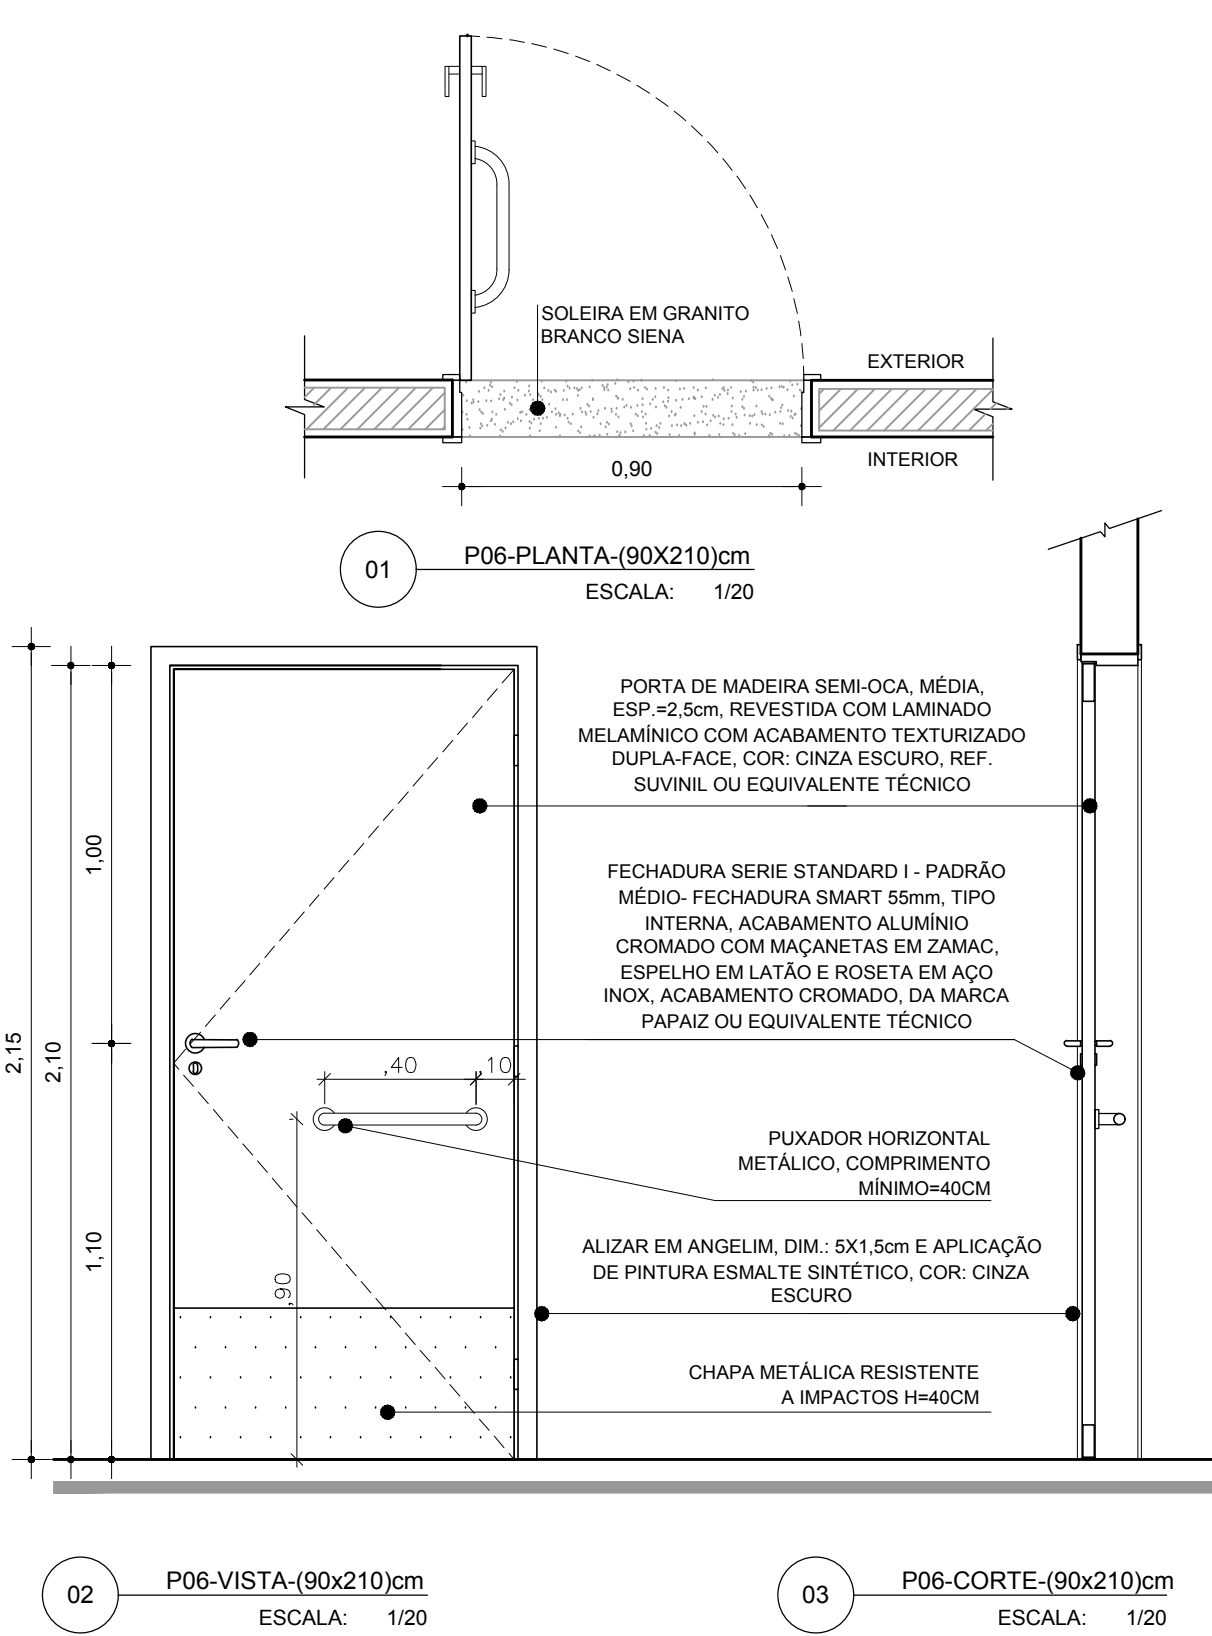 SOLEIRA EM GRANITO
BRANCO SIENA
EXTERIOR
INTERIOR
0,90
01
P06-PLANTA-(90X210)cm
ESCALA: 1/20
PORTA DE MADEIRA SEMI-OCA, MÉDIA,
ESP.=2,5cm, REVESTIDA COM LAMINADO
MELAMÍNICO COM ACABAMENTO TEXTURIZADO
DUPLA-FACE, COR: CINZA ESCURO, REF.
SUVINIL OU EQUIVALENTE TÉCNICO
1,00
FECHADURA SERIE STANDARD I - PADRÃO
MÉDIO- FECHADURA SMART 55mm, TIPO
INTERNA, ACABAMENTO ALUMÍNIO
CROMADO COM MAÇANETAS EM ZAMAC,
ESPELHO EM LATÃO E ROSETA EM AÇO
INOX, ACABAMENTO CROMADO, DA MARCA
PAPAIZ OU EQUIVALENTE TÉCNICO
2,15
2,10
,40
,10
PUXADOR HORIZONTAL
METÁLICO, COMPRIMENTO
MÍNIMO=40CM
1,10
,90
ALIZAR EM ANGELIM, DIM.: 5X1,5cm E APLICAÇÃO
DE PINTURA ESMALTE SINTÉTICO, COR: CINZA
ESCURO
CHAPA METÁLICA RESISTENTE
A IMPACTOS H=40CM
02
P06-VISTA-(90x210)cm
ESCALA: 1/20
03
P06-CORTE-(90x210)cm
ESCALA: 1/20